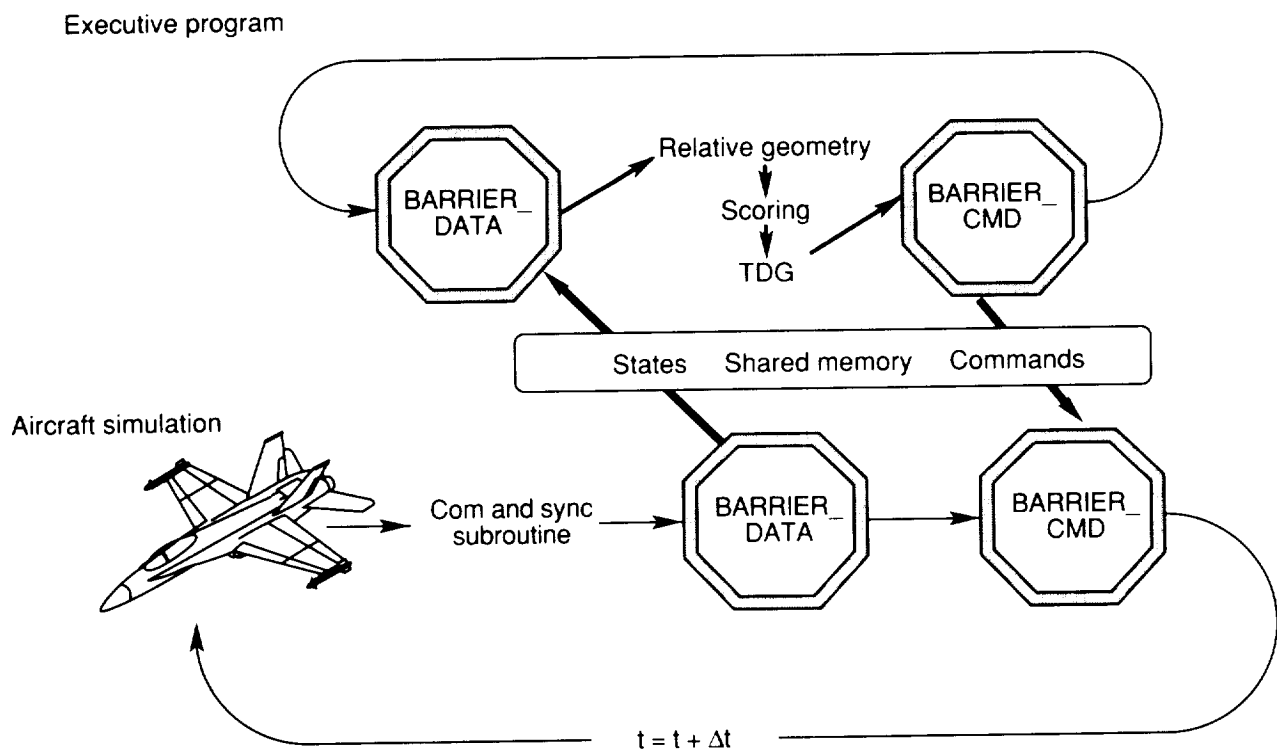 Executive program
BARRIER_
DATA
Relative geometry
Scoring
TDG
BARRIER_
CMD
States Shared memory Commands
Aircraft simulation
Com and sync
subroutine
BARRIER_
DATA
BARRIER_
CMD
t = t + Δt